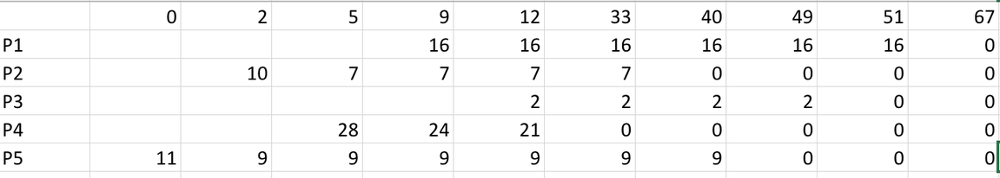 0 2 5 9 12 33 40 49 51 67
P1 16 16 16 16 16 16 0
P2 10 7 7 7 7 0 0 0 0
P3 2 2 2 2 0 0
P4 28 24 21 0 0 0 0 0
P5 11 9 9 9 9 9 9 0 0 0